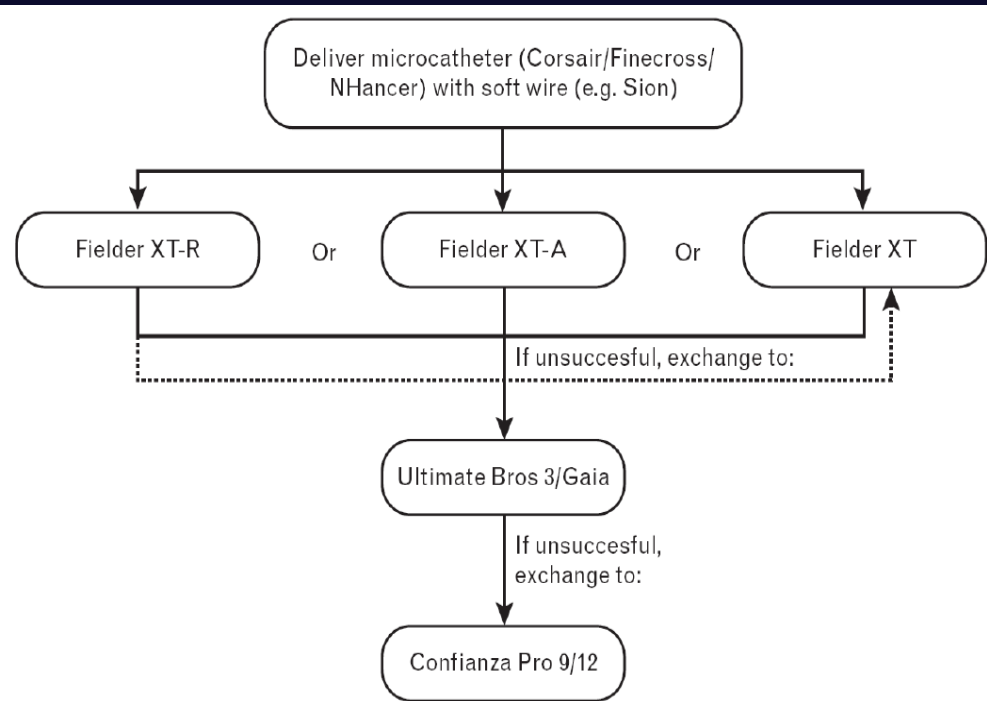 Deliver microcatheter (Corsair/Finecross/
NHancer) with soft wire (e.g. Sion)
Fielder XT-R
Or
Fielder XT-A
Or
Fielder XT
If unsuccesful, exchange to:
Ultimate Bros 3/Gaia
If unsuccesful,
exchange to:
Confianza Pro 9/12